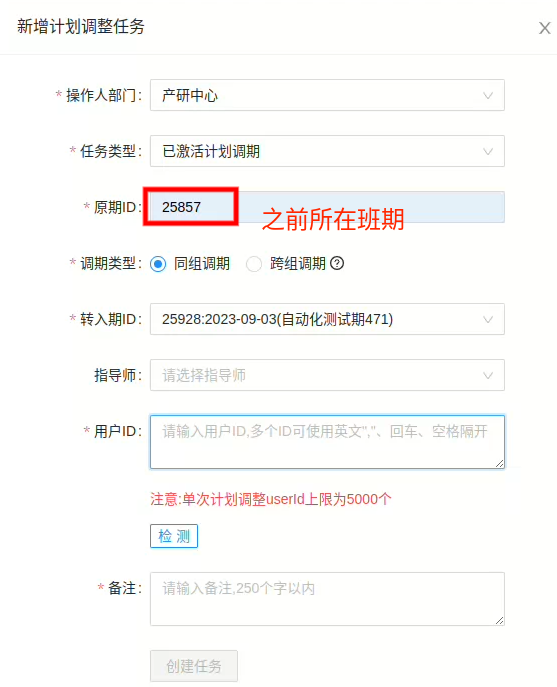 新增计划调整任务
* 操作人部门: 产研中心
* 任务类型: 已激活计划调期
* 原期ID: 25857 之前所在班期
* 调期类型: 同组调期 跨组调期 ?
* 转入期ID: 25928:2023-09-03(自动化测试期471)
指导师: 请选择指导师
* 用户ID: 请输入用户ID,多个ID可使用英文","、回车、空格隔开
注意:单次计划调整userId上限为5000个
检 测
* 备注: 请输入备注,250个字以内
创建任务